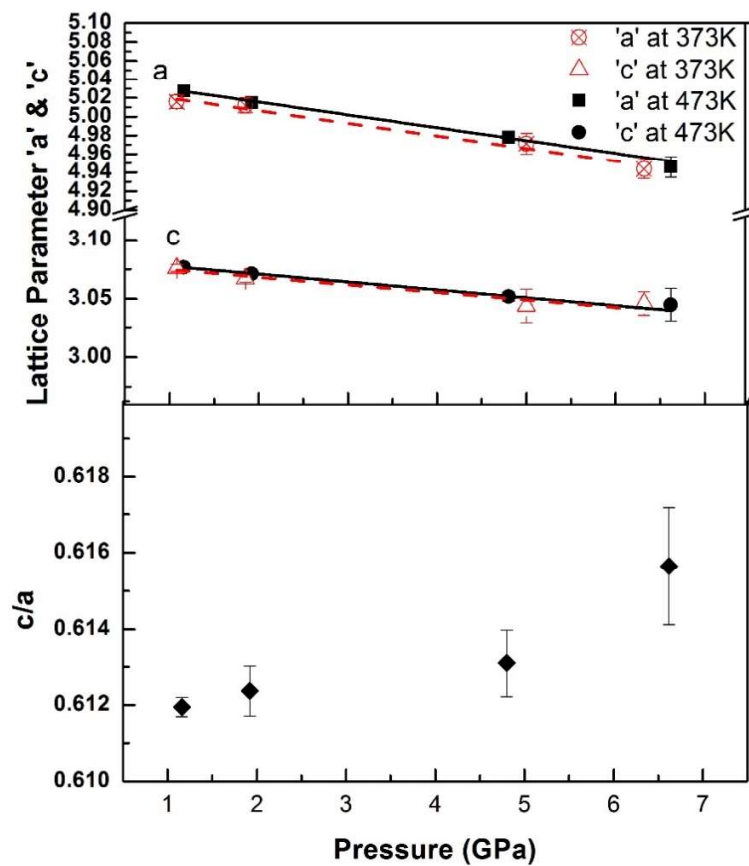 Lattice Parameter 'a' & 'c'
5.10
5.08
5.06
5.04
5.02
5.00
4.98
4.96
4.94
4.92
4.90
3.10
3.05
3.00
a
c
'a' at 373K
'c' at 373K
'a' at 473K
'c' at 473K
c/a
0.618
0.616
0.614
0.612
0.610
1 2 3 4 5 6 7
Pressure (GPa)